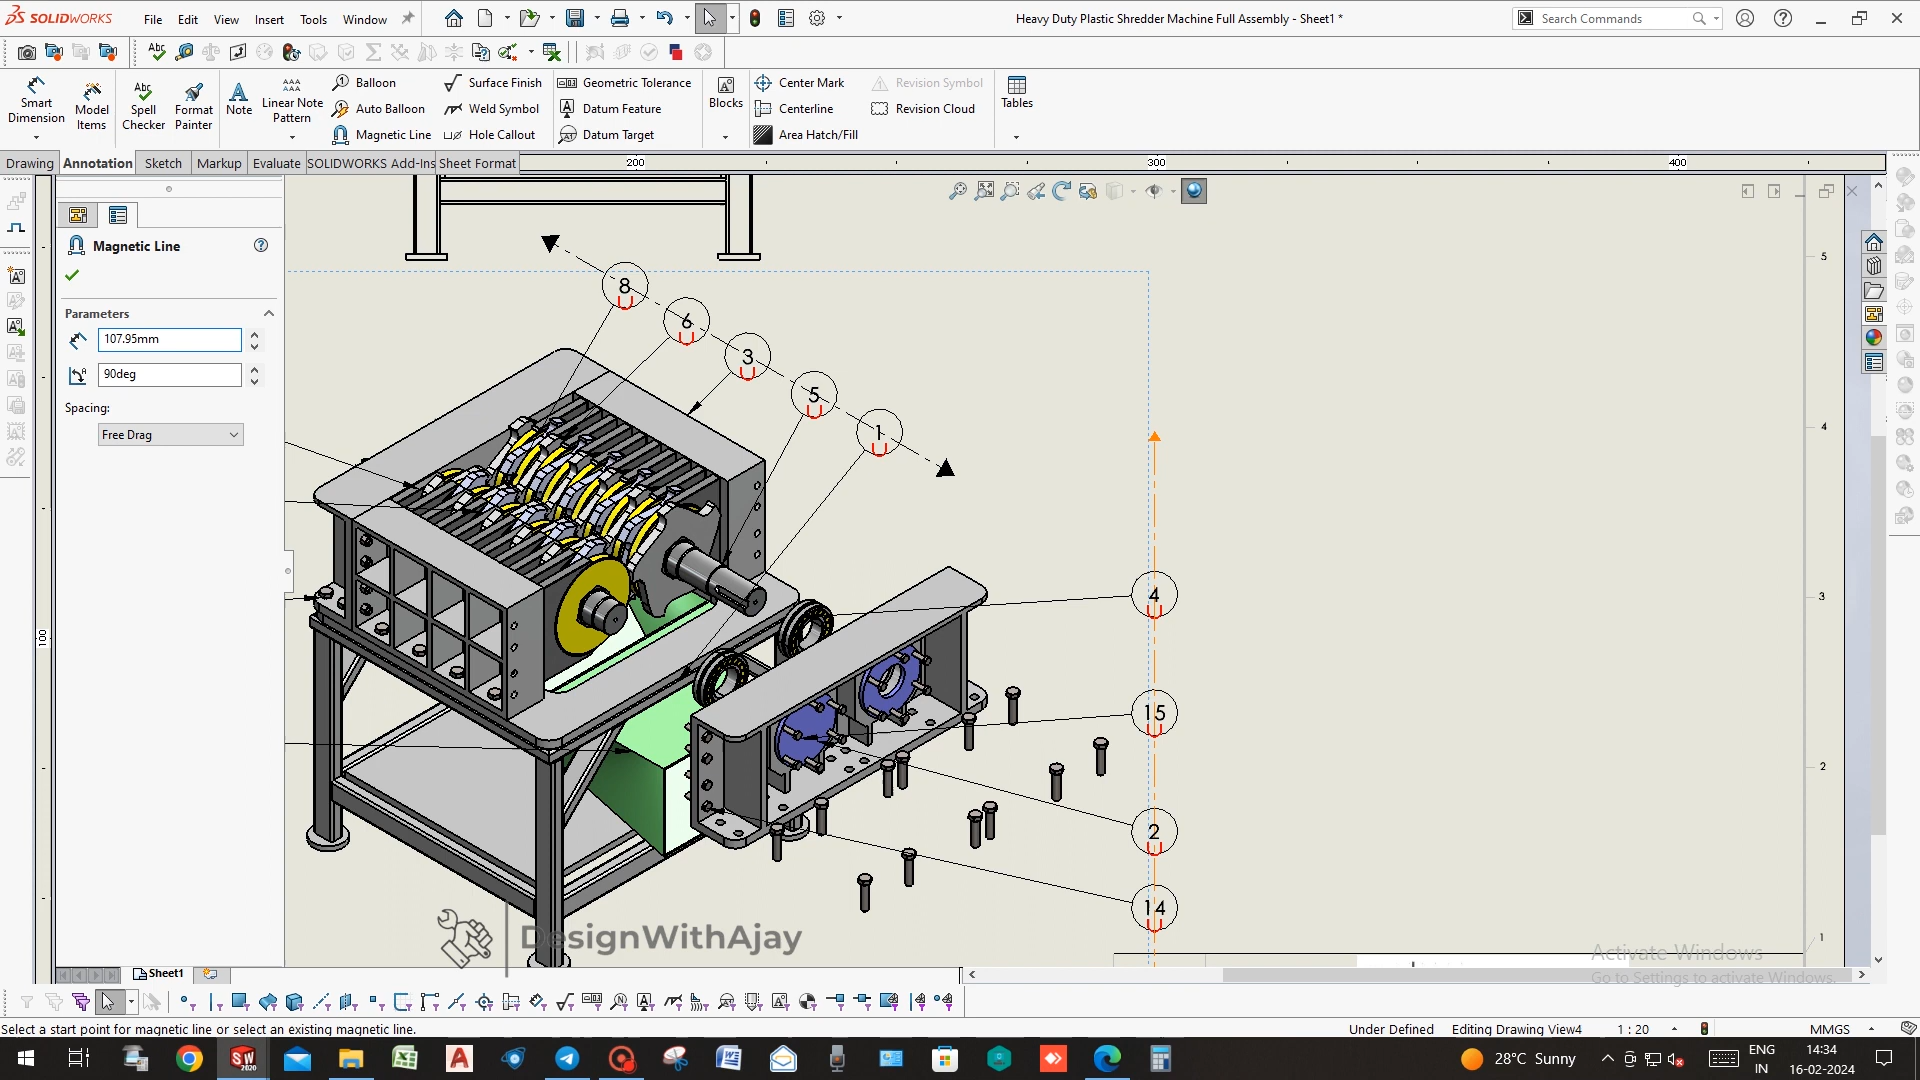 SOLIDWORKS File Edit View Insert Tools Window
Heavy Duty Plastic Shredder Machine Full Assembly - Sheet1 *
Search Commands
Smart Dimension
Model Items
Spell Checker
Format Painter
Note
Linear Note Pattern
Balloon
Auto Balloon
Magnetic Line
Surface Finish
Weld Symbol
Hole Callout
Geometric Tolerance
Datum Feature
Datum Target
Blocks
Center Mark
Centerline
Area Hatch/Fill
Revision Symbol
Revision Cloud
Tables
Drawing Annotation Sketch Markup Evaluate SOLIDWORKS Add-Ins Sheet Format
200 300 400
Magnetic Line
Parameters
107.95mm
90deg
Spacing:
Free Drag
100
8
6
3
5
1
4
15
2
14
5
4
3
2
1
DesignWithAjay
Activate Windows
Go to Settings to activate Windows.
Sheet1
Select a start point for magnetic line or select an existing magnetic line.
Under Defined Editing Drawing View4 1 : 20 MMGS
28°C Sunny
ENG
IN
14:34
16-02-2024